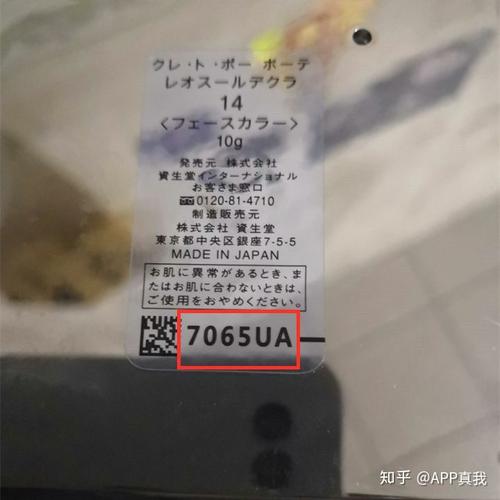 クレ・ト・ポー ボーテ
レオスールデクラ
14
〈フェースカラー〉
10g
発売元 株式会社
資生堂インターナショナル
お客さま窓口
☎0120-81-4710
制造販売元
株式会社 資生堂
東京都中央区銀座7-5-5
MADE IN JAPAN
お肌に異常があるとき、ま
たはお肌に合わないときは、
ご使用をおやめください。
7065UA
知乎 @APP真我